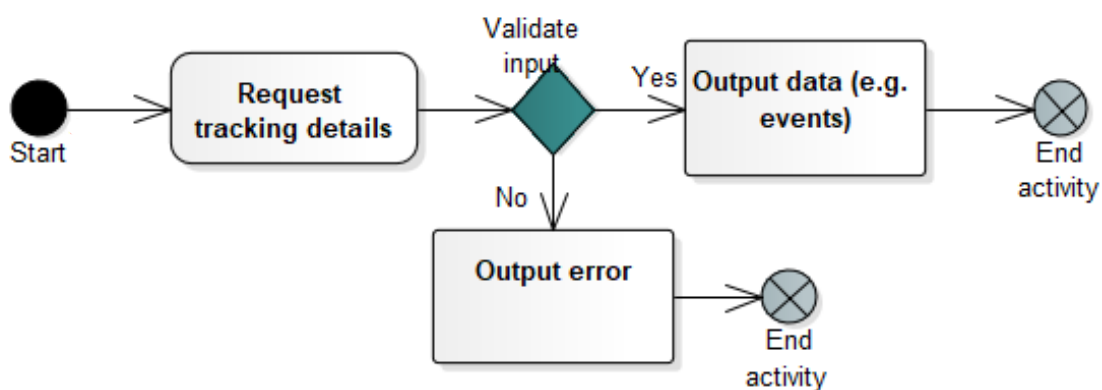 Start
Request
tracking details
Validate
input
Yes
Output data (e.g.
events)
End
activity
No
Output error
End
activity